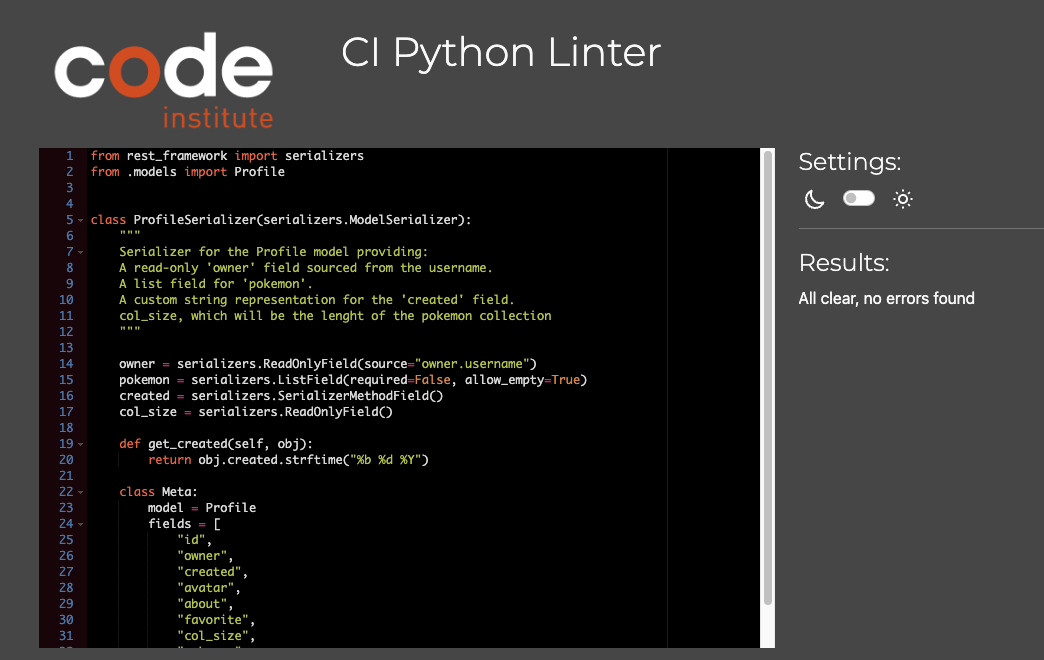 code
institute
CI Python Linter
1 from rest_framework import serializers
2 from .models import Profile
3
4
5 class ProfileSerializer(serializers.ModelSerializer):
6     """
7     Serializer for the Profile model providing:
8     A read-only 'owner' field sourced from the username.
9     A list field for 'pokemon'.
10     A custom string representation for the 'created' field.
11     col_size, which will be the lenght of the pokemon collection
12     """
13
14     owner = serializers.ReadOnlyField(source="owner.username")
15     pokemon = serializers.ListField(required=False, allow_empty=True)
16     created = serializers.SerializerMethodField()
17     col_size = serializers.ReadOnlyField()
18
19     def get_created(self, obj):
20         return obj.created.strftime("%b %d %Y")
21
22     class Meta:
23         model = Profile
24         fields = [
25             "id",
26             "owner",
27             "created",
28             "avatar",
29             "about",
30             "favorite",
31             "col_size",
Settings:
Results:
All clear, no errors found